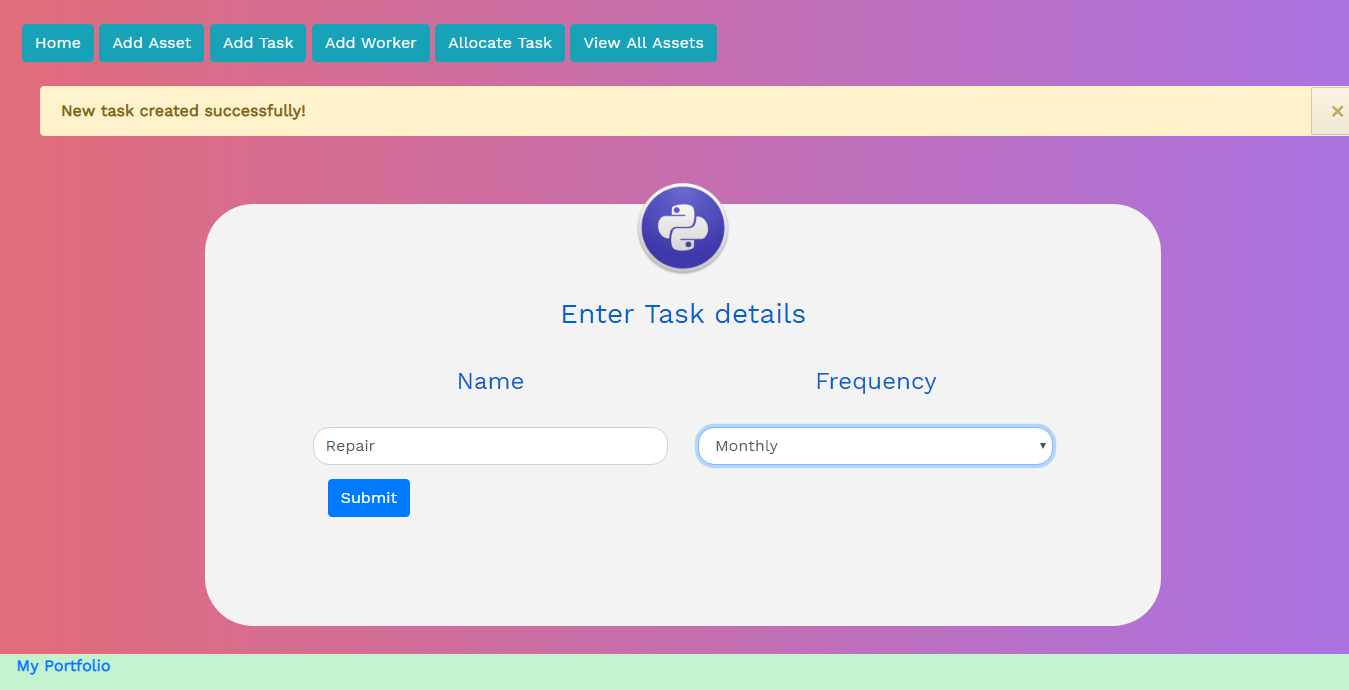 Home Add Asset Add Task Add Worker Allocate Task View All Assets
New task created successfully! ×
Enter Task details
Name Frequency
Repair Monthly
Submit
My Portfolio